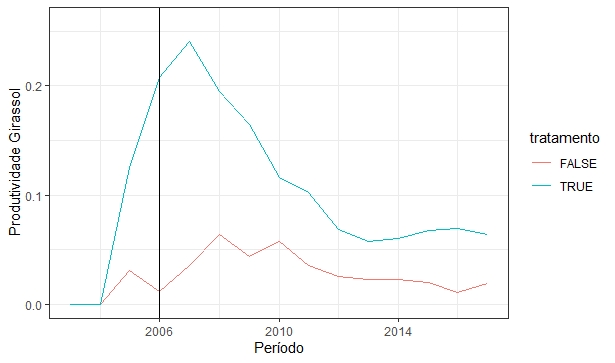 0.2
0.1
0.0
Produtividade Girassol
2006
2010
2014
Período
tratamento
FALSE
TRUE